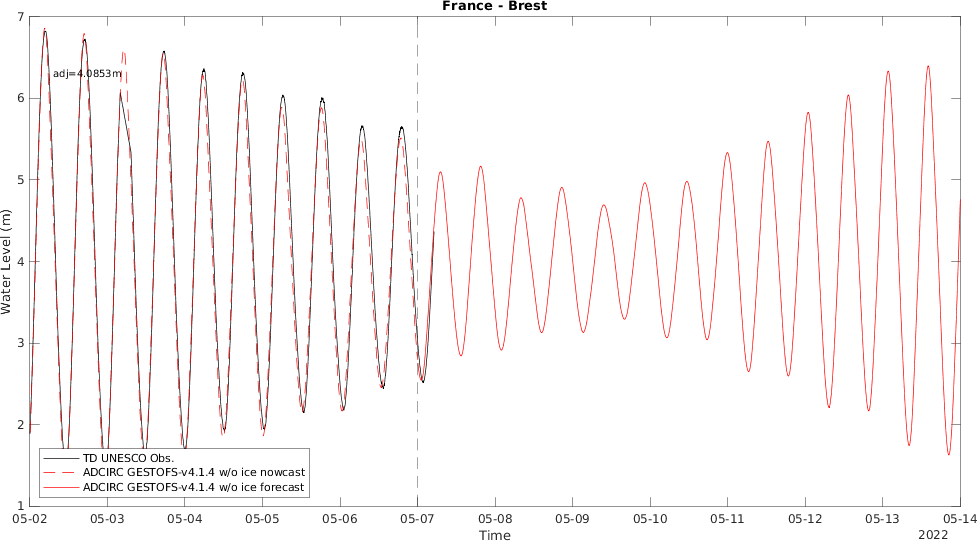 France - Brest
7
6
5
4
3
2
1
Water Level (m)
adj=4.0853m
TD UNESCO Obs.
ADCIRC GESTOFS-v4.1.4 w/o ice nowcast
ADCIRC GESTOFS-v4.1.4 w/o ice forecast
05-02 05-03 05-04 05-05 05-06 05-07 05-08 05-09 05-10 05-11 05-12 05-13 05-14
Time
2022